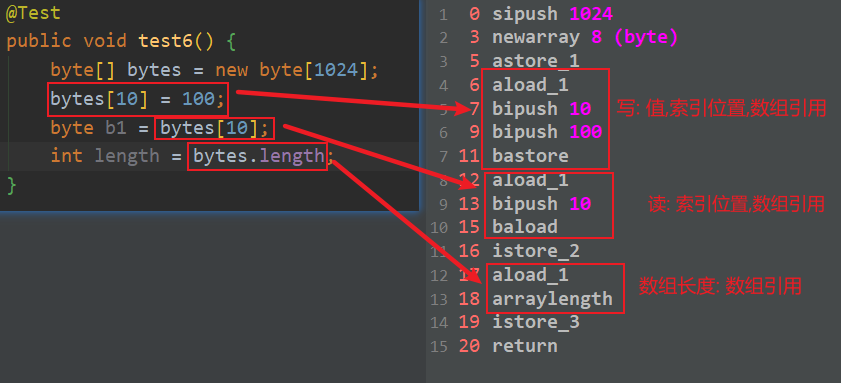 @Test
public void test6() {
byte[] bytes = new byte[1024];
bytes[10] = 100;
byte b1 = bytes[10];
int length = bytes.length;
}
1 0 sipush 1024
2 3 newarray 8 (byte)
3 5 astore_1
4 6 aload_1
5 7 bipush 10
6 9 bipush 100
7 11 bastore
8 12 aload_1
9 13 bipush 10
10 15 baload
11 16 istore_2
12 17 aload_1
13 18 arraylength
14 19 istore_3
15 20 return
写: 值,索引位置,数组引用
读: 索引位置,数组引用
数组长度: 数组引用